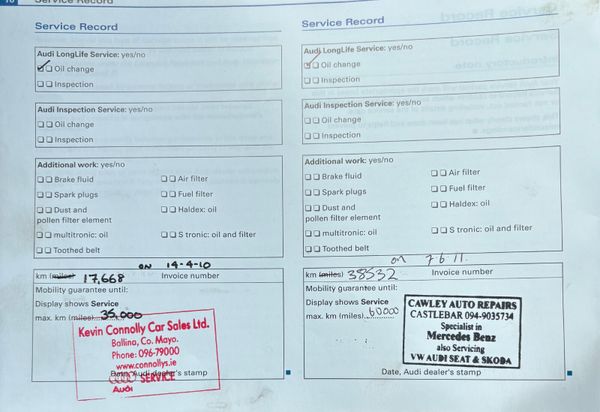 10 Service Record
Service Record
Audi LongLife Service: yes/no
Oil change
Inspection
Audi Inspection Service: yes/no
Oil change
Inspection
Additional work: yes/no
Brake fluid
Air filter
Spark plugs
Fuel filter
Dust and
pollen filter element
Haldex: oil
multitronic: oil
S tronic: oil and filter
Toothed belt
ON 14-4-10
km (miles) 17,668 Invoice number
Mobility guarantee until:
Display shows Service
max. km (miles) 35,000
Kevin Connolly Car Sales Ltd.
Ballina, Co. Mayo.
Phone: 096-79000
www.connollys.ie
Date, Audi dealer's stamp
SERVICE
Audi
Service Record
Audi LongLife Service: yes/no
Oil change
Inspection
Audi Inspection Service: yes/no
Oil change
Inspection
Additional work: yes/no
Brake fluid
Air filter
Spark plugs
Fuel filter
Dust and
pollen filter element
Haldex: oil
multitronic: oil
S tronic: oil and filter
Toothed belt
on 7 6 11.
km (miles) 38532 Invoice number
Mobility guarantee until:
Display shows Service
max. km (miles) 60000
CAWLEY AUTO REPAIRS
CASTLEBAR 094-9035734
Specialist in
Mercedes Benz
also Servicing
VW AUDI SEAT & SKODA
Date, Audi dealer's stamp